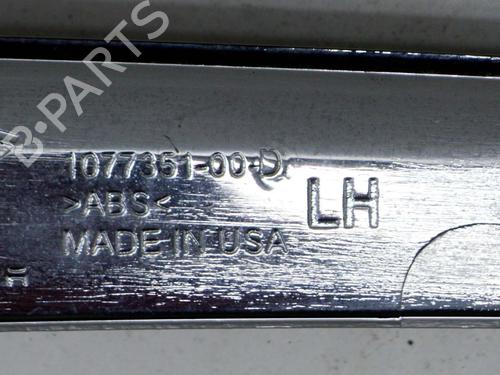 B-PARTS
1077351-00-D
>ABS<
LH
MADE IN USA
H